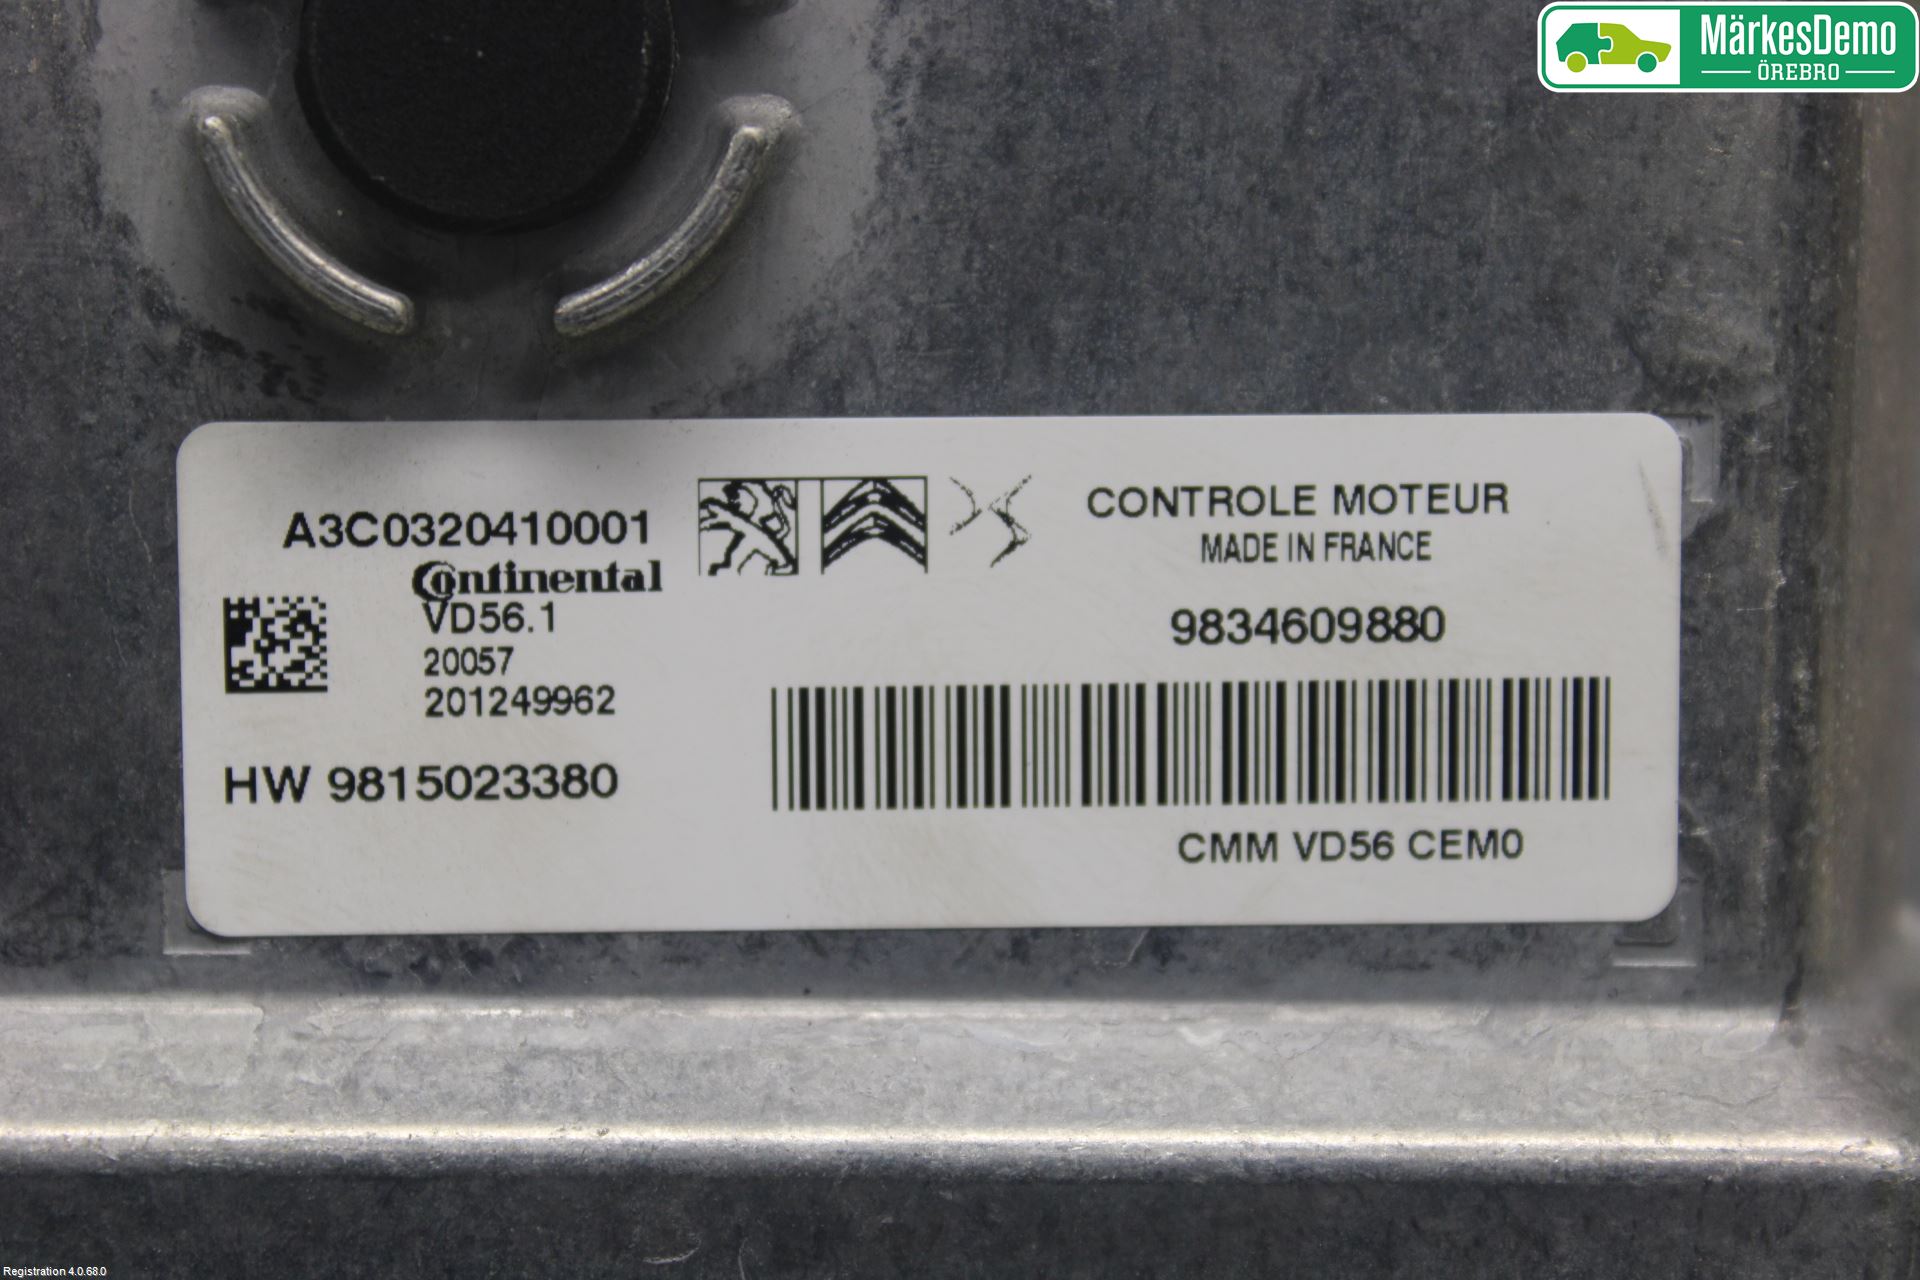 MärkesDemo
ÖREBRO
A3C0320410001
Continental
VD56.1
20057
201249962
HW 9815023380
CONTROLE MOTEUR
MADE IN FRANCE
9834609880
CMM VD56 CEM0
Registration 4.0.68.0